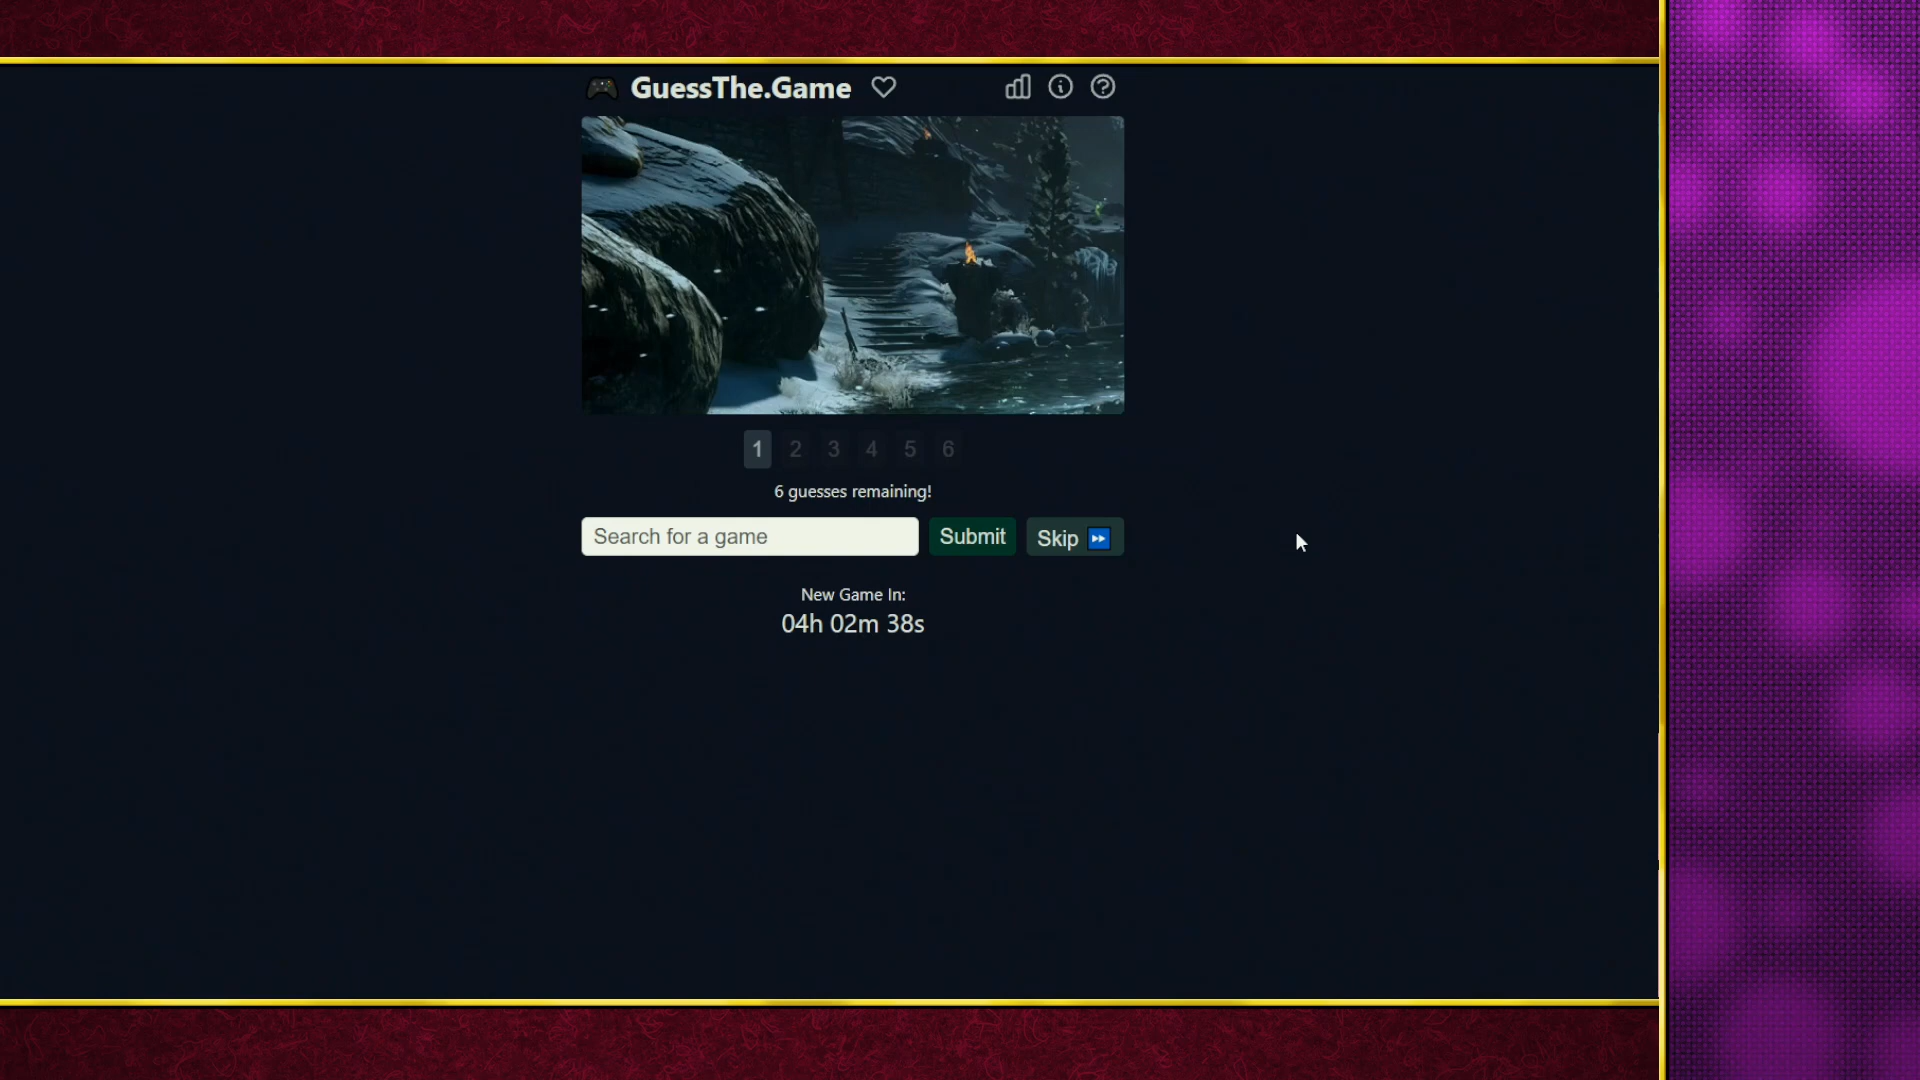 GuessThe.Game
1 2 3 4 5 6
6 guesses remaining!
Search for a game
Submit
Skip
New Game In:
04h 02m 38s